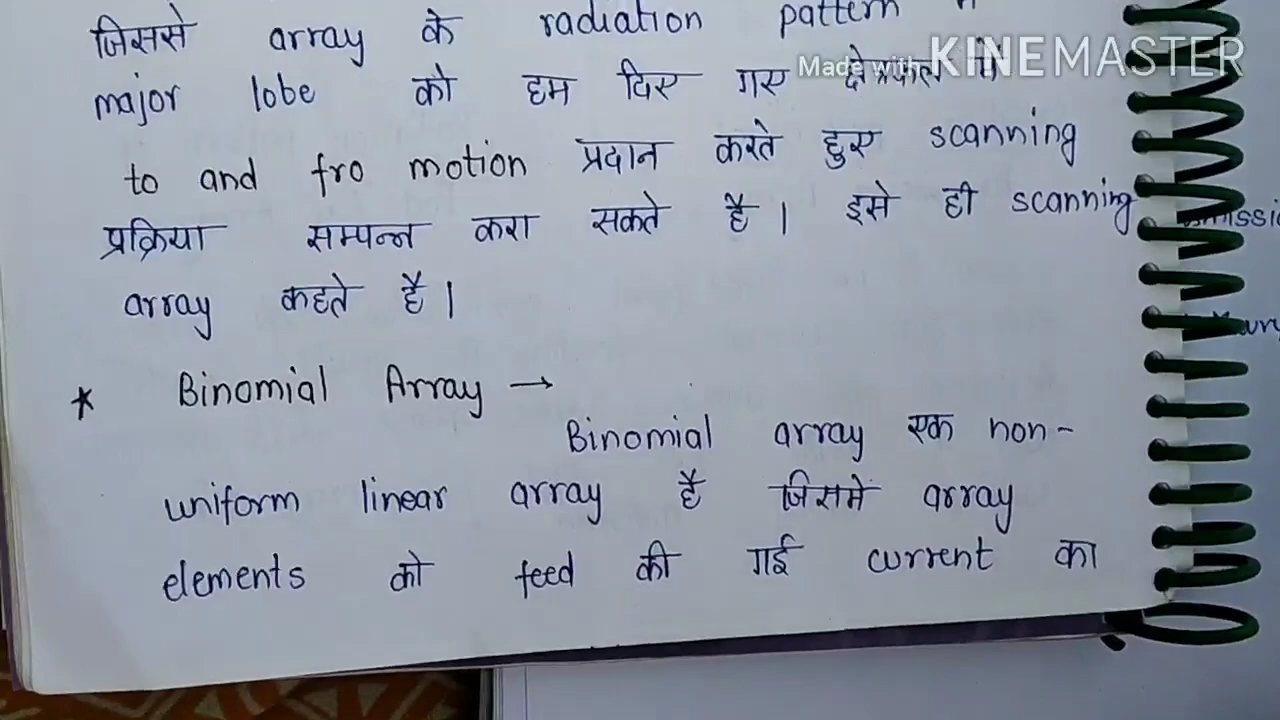 जिससे array के radiation pattern
Made with KINEMASTER
major lobe को हम दिए गए क्षेत्रफल में
to and fro motion प्रदान करते हुए scanning
प्रक्रिया सम्पन्न करा सकते है। इसे ही scanning
array कहते है।
* Binomial Array →
Binomial array एक non-
uniform linear array है जिसमें array
elements को feed की गई current का